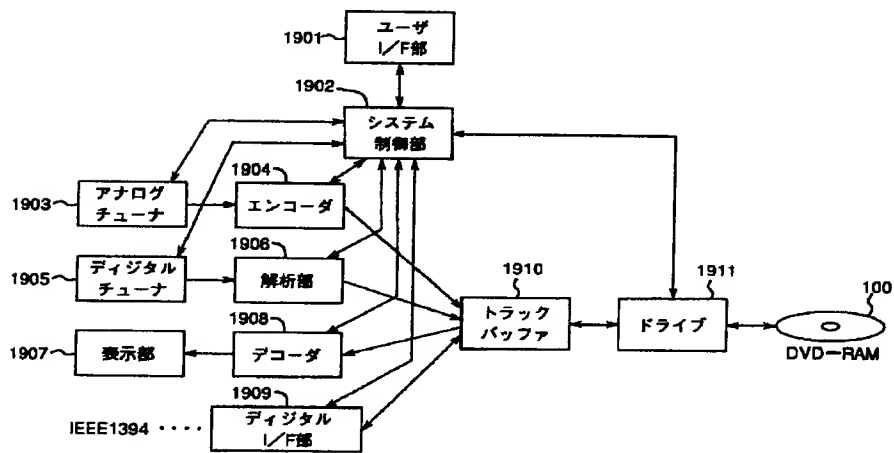 1901
ユーザ
I/F部
1902
システム
制御部
1903
アナログ
チューナ
1904
エンコーダ
1905
ディジタル
チューナ
1906
解析部
1907
表示部
1908
デコーダ
1909
ディジタル
I/F部
IEEE1394 ‥‥
1910
トラック
バッファ
1911
ドライブ
100
DVD-RAM